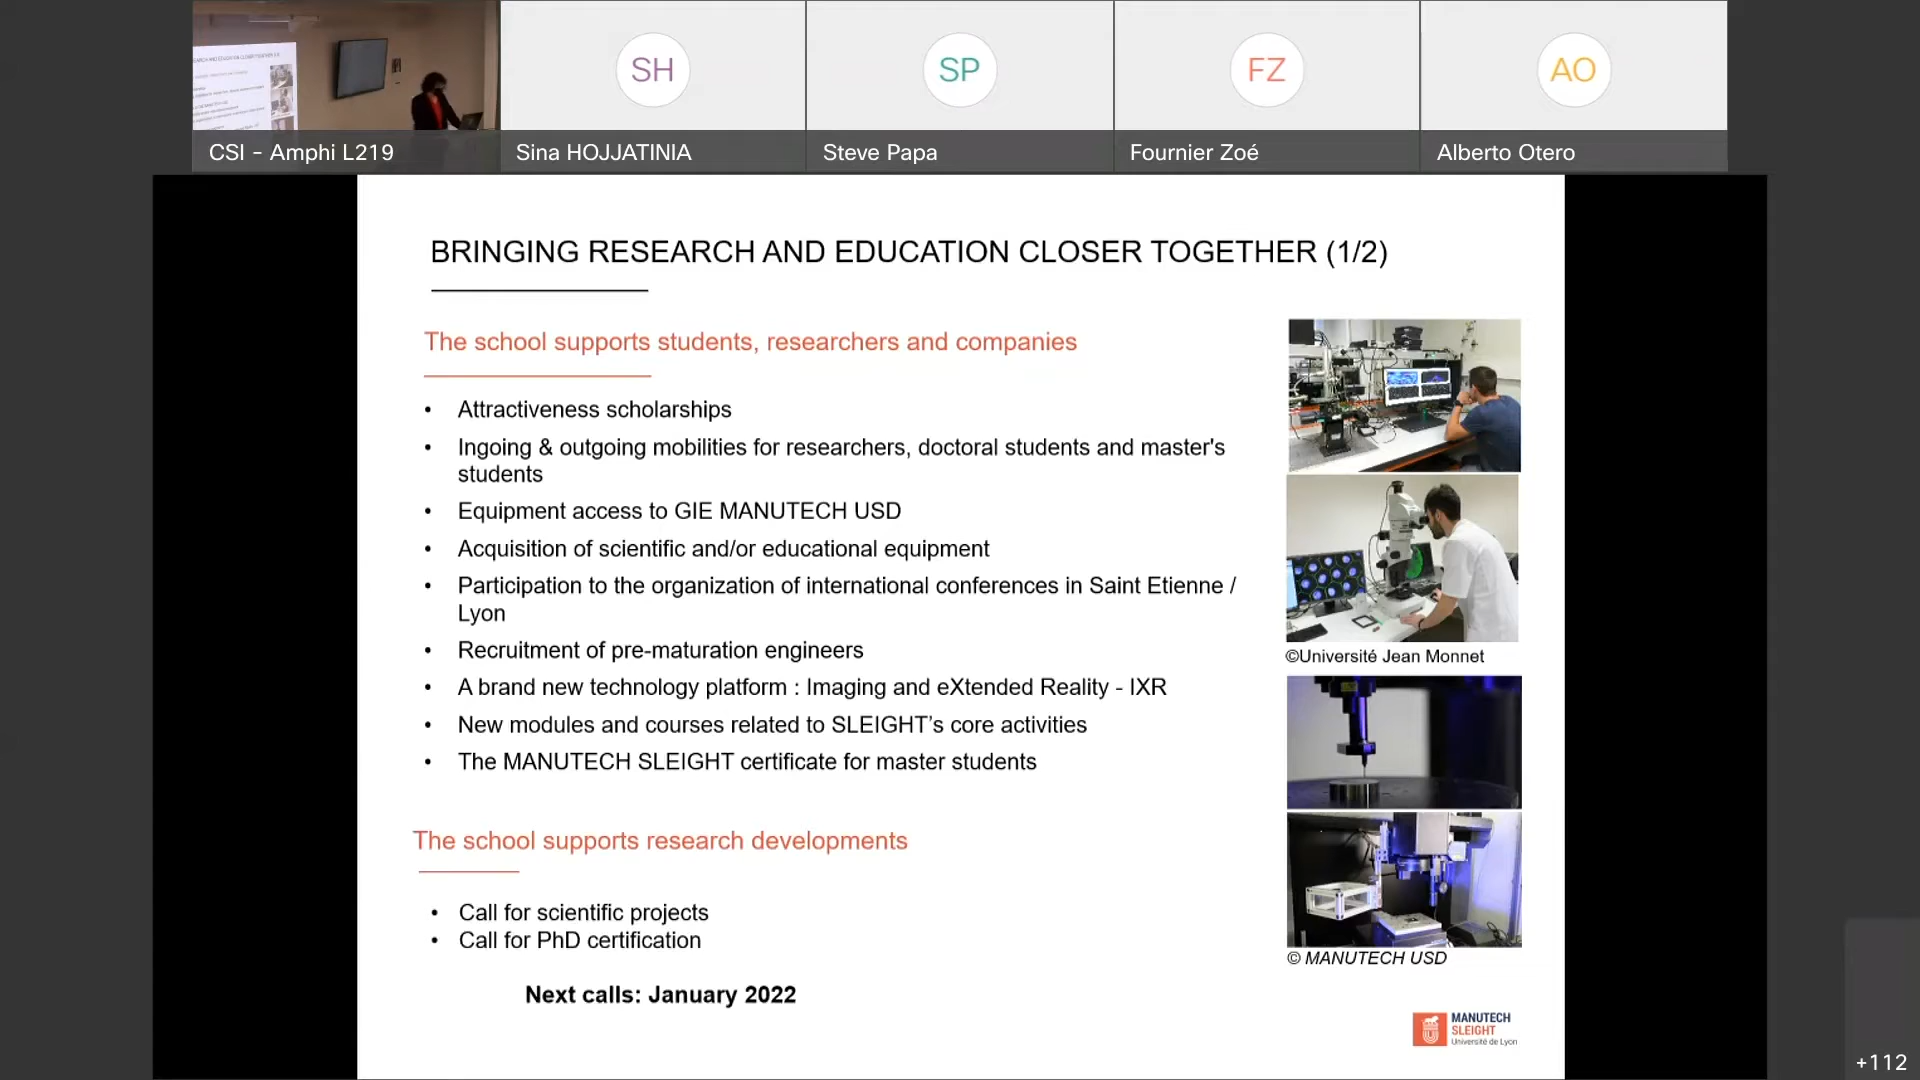 SH
SP
FZ
AO
CSI - Amphi L219
Sina HOJJATINIA
Steve Papa
Fournier Zoé
Alberto Otero
BRINGING RESEARCH AND EDUCATION CLOSER TOGETHER (1/2)
The school supports students, researchers and companies
• Attractiveness scholarships
• Ingoing & outgoing mobilities for researchers, doctoral students and master's
students
• Equipment access to GIE MANUTECH USD
• Acquisition of scientific and/or educational equipment
• Participation to the organization of international conferences in Saint Etienne /
Lyon
• Recruitment of pre-maturation engineers
• A brand new technology platform : Imaging and eXtended Reality - IXR
• New modules and courses related to SLEIGHT’s core activities
• The MANUTECH SLEIGHT certificate for master students
©Université Jean Monnet
The school supports research developments
• Call for scientific projects
• Call for PhD certification
© MANUTECH USD
Next calls: January 2022
MANUTECH
SLEIGHT
Université de Lyon
+112